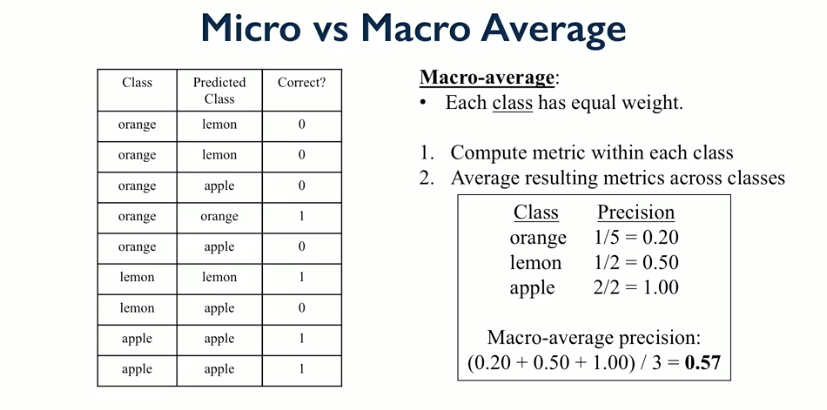 Micro vs Macro Average
Class Predicted Class Correct?
orange lemon 0
orange lemon 0
orange apple 0
orange orange 1
orange apple 0
lemon lemon 1
lemon apple 0
apple apple 1
apple apple 1
Macro-average:
• Each class has equal weight.
1. Compute metric within each class
2. Average resulting metrics across classes
Class Precision
orange 1/5 = 0.20
lemon 1/2 = 0.50
apple 2/2 = 1.00
Macro-average precision:
(0.20 + 0.50 + 1.00) / 3 = 0.57